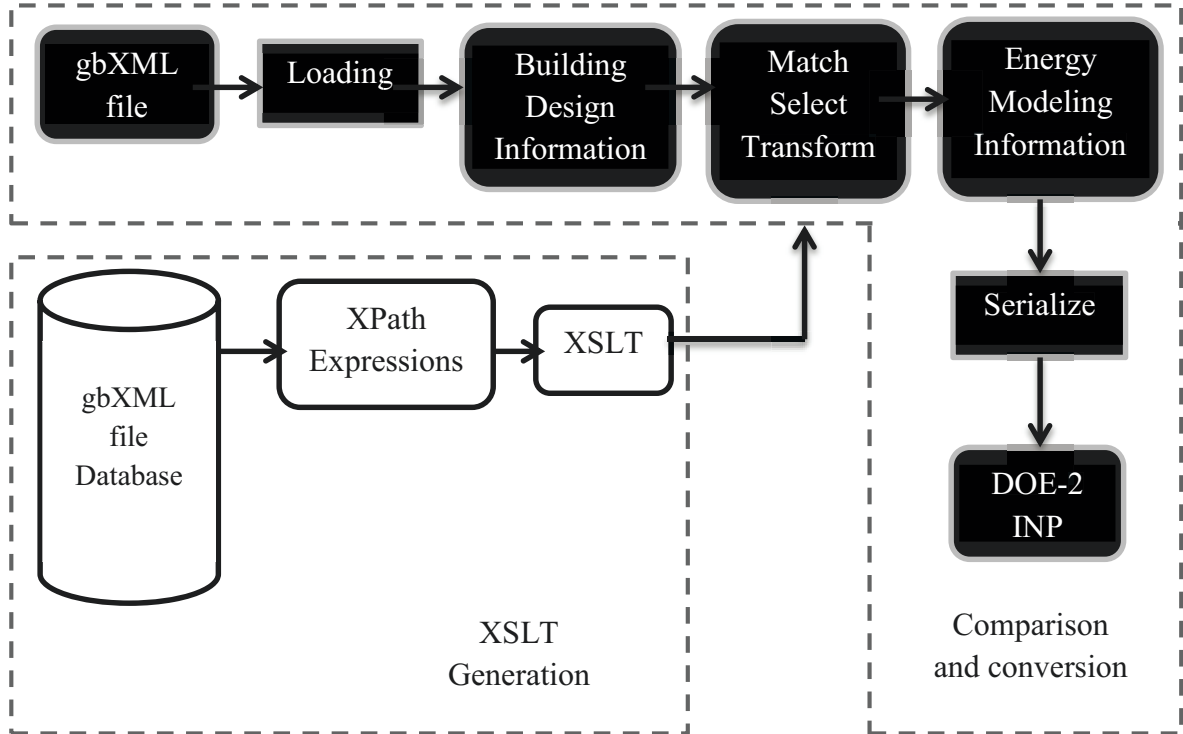 gbXML
file
Loading
Building
Design
Information
Match
Select
Transform
Energy
Modeling
Information
gbXML
file
Database
XPath
Expressions
XSLT
Serialize
DOE-2
INP
XSLT
Generation
Comparison
and conversion